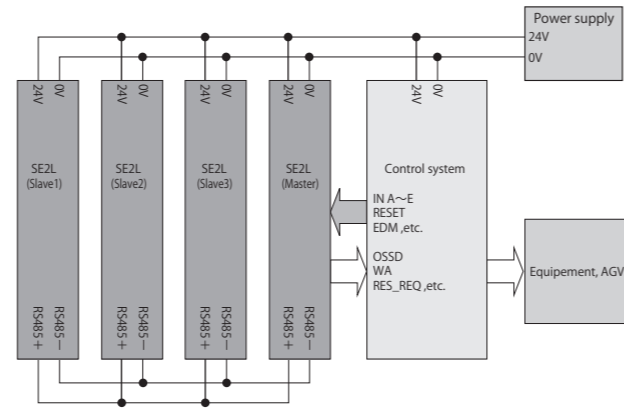 Power supply
24V
0V
24V
0V
24V
0V
24V
0V
24V
0V
24V
0V
SE2L
(Slave1)
SE2L
(Slave2)
SE2L
(Slave3)
SE2L
(Master)
Control system
IN A～E
RESET
EDM ,etc.
OSSD
WA
RES_REQ ,etc.
Equipement, AGV
RS485＋
RS485－
RS485＋
RS485－
RS485＋
RS485－
RS485＋
RS485－